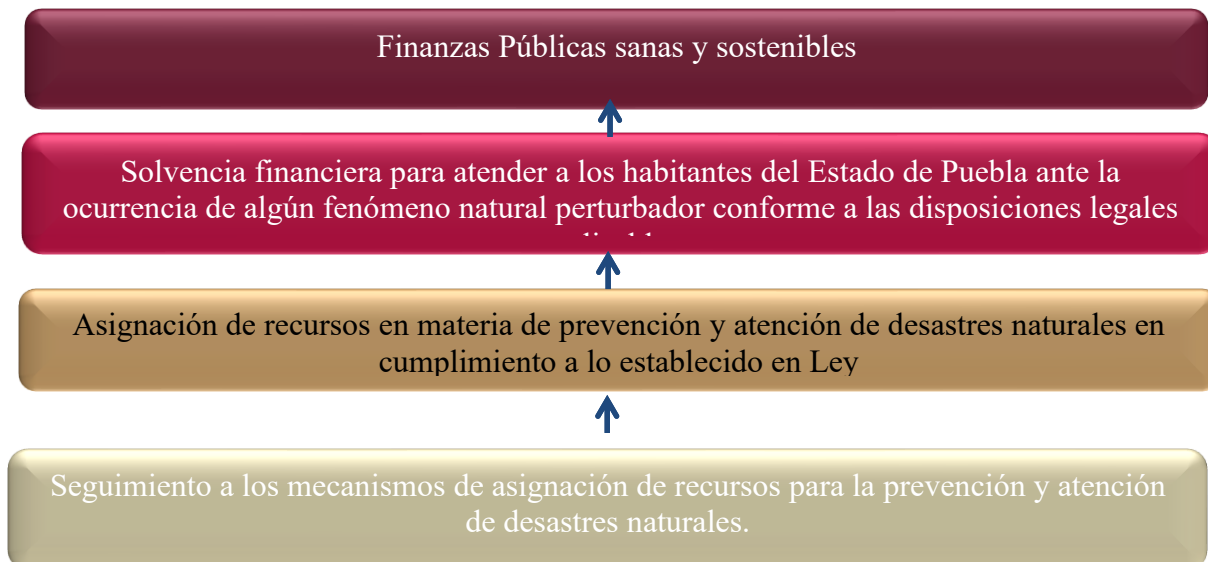 Finanzas Públicas sanas y sostenibles
Solvencia financiera para atender a los habitantes del Estado de Puebla ante la
ocurrencia de algún fenómeno natural perturbador conforme a las disposiciones legales
Asignación de recursos en materia de prevención y atención de desastres naturales en
cumplimiento a lo establecido en Ley
Seguimiento a los mecanismos de asignación de recursos para la prevención y atención
de desastres naturales.